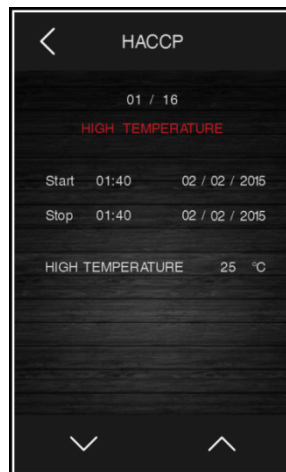 HACCP
01 / 16
HIGH TEMPERATURE
Start 01:40 02 / 02 / 2015
Stop 01:40 02 / 02 / 2015
HIGH TEMPERATURE 25 °C